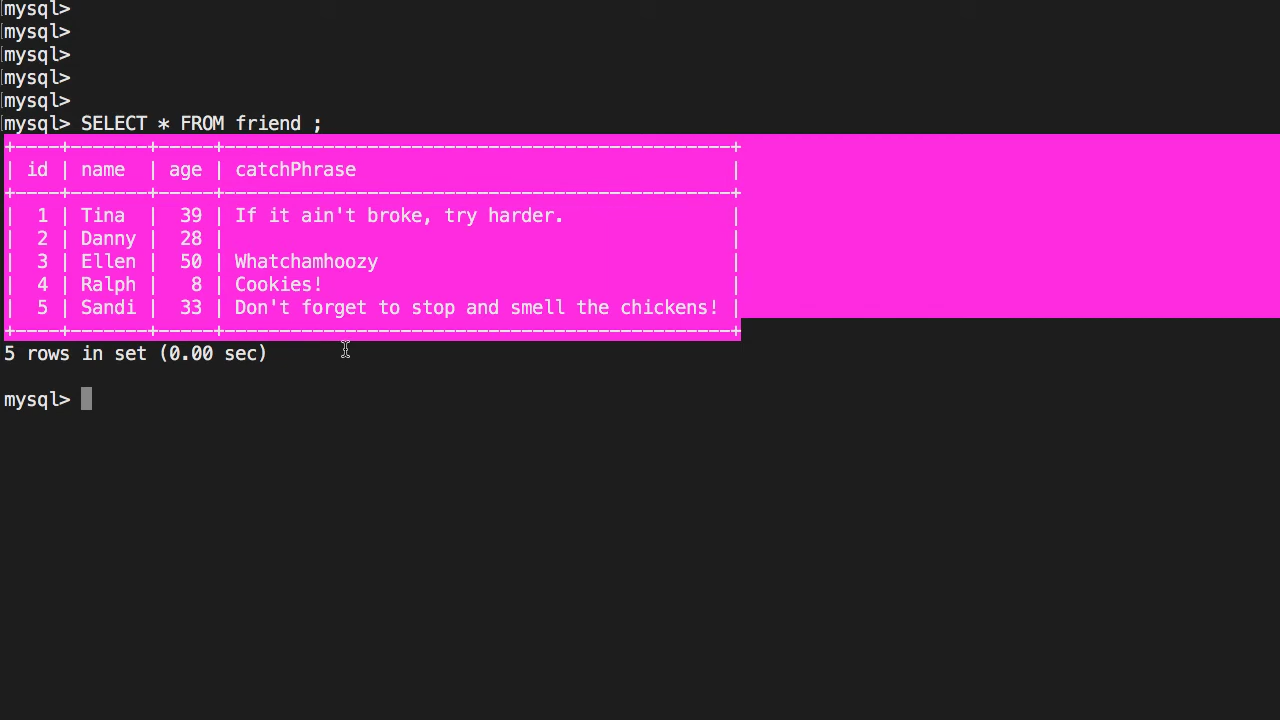 mysql>
mysql>
mysql>
mysql>
mysql>
mysql> SELECT * FROM friend ;
+----+-------+-----+----------------------------------------------+
| id | name  | age | catchPhrase                                  |
+----+-------+-----+----------------------------------------------+
|  1 | Tina  |  39 | If it ain't broke, try harder.               |
|  2 | Danny |  28 |                                              |
|  3 | Ellen |  50 | Whatchamhoozy                                |
|  4 | Ralph |   8 | Cookies!                                     |
|  5 | Sandi |  33 | Don't forget to stop and smell the chickens! |
+----+-------+-----+----------------------------------------------+
5 rows in set (0.00 sec)
mysql>